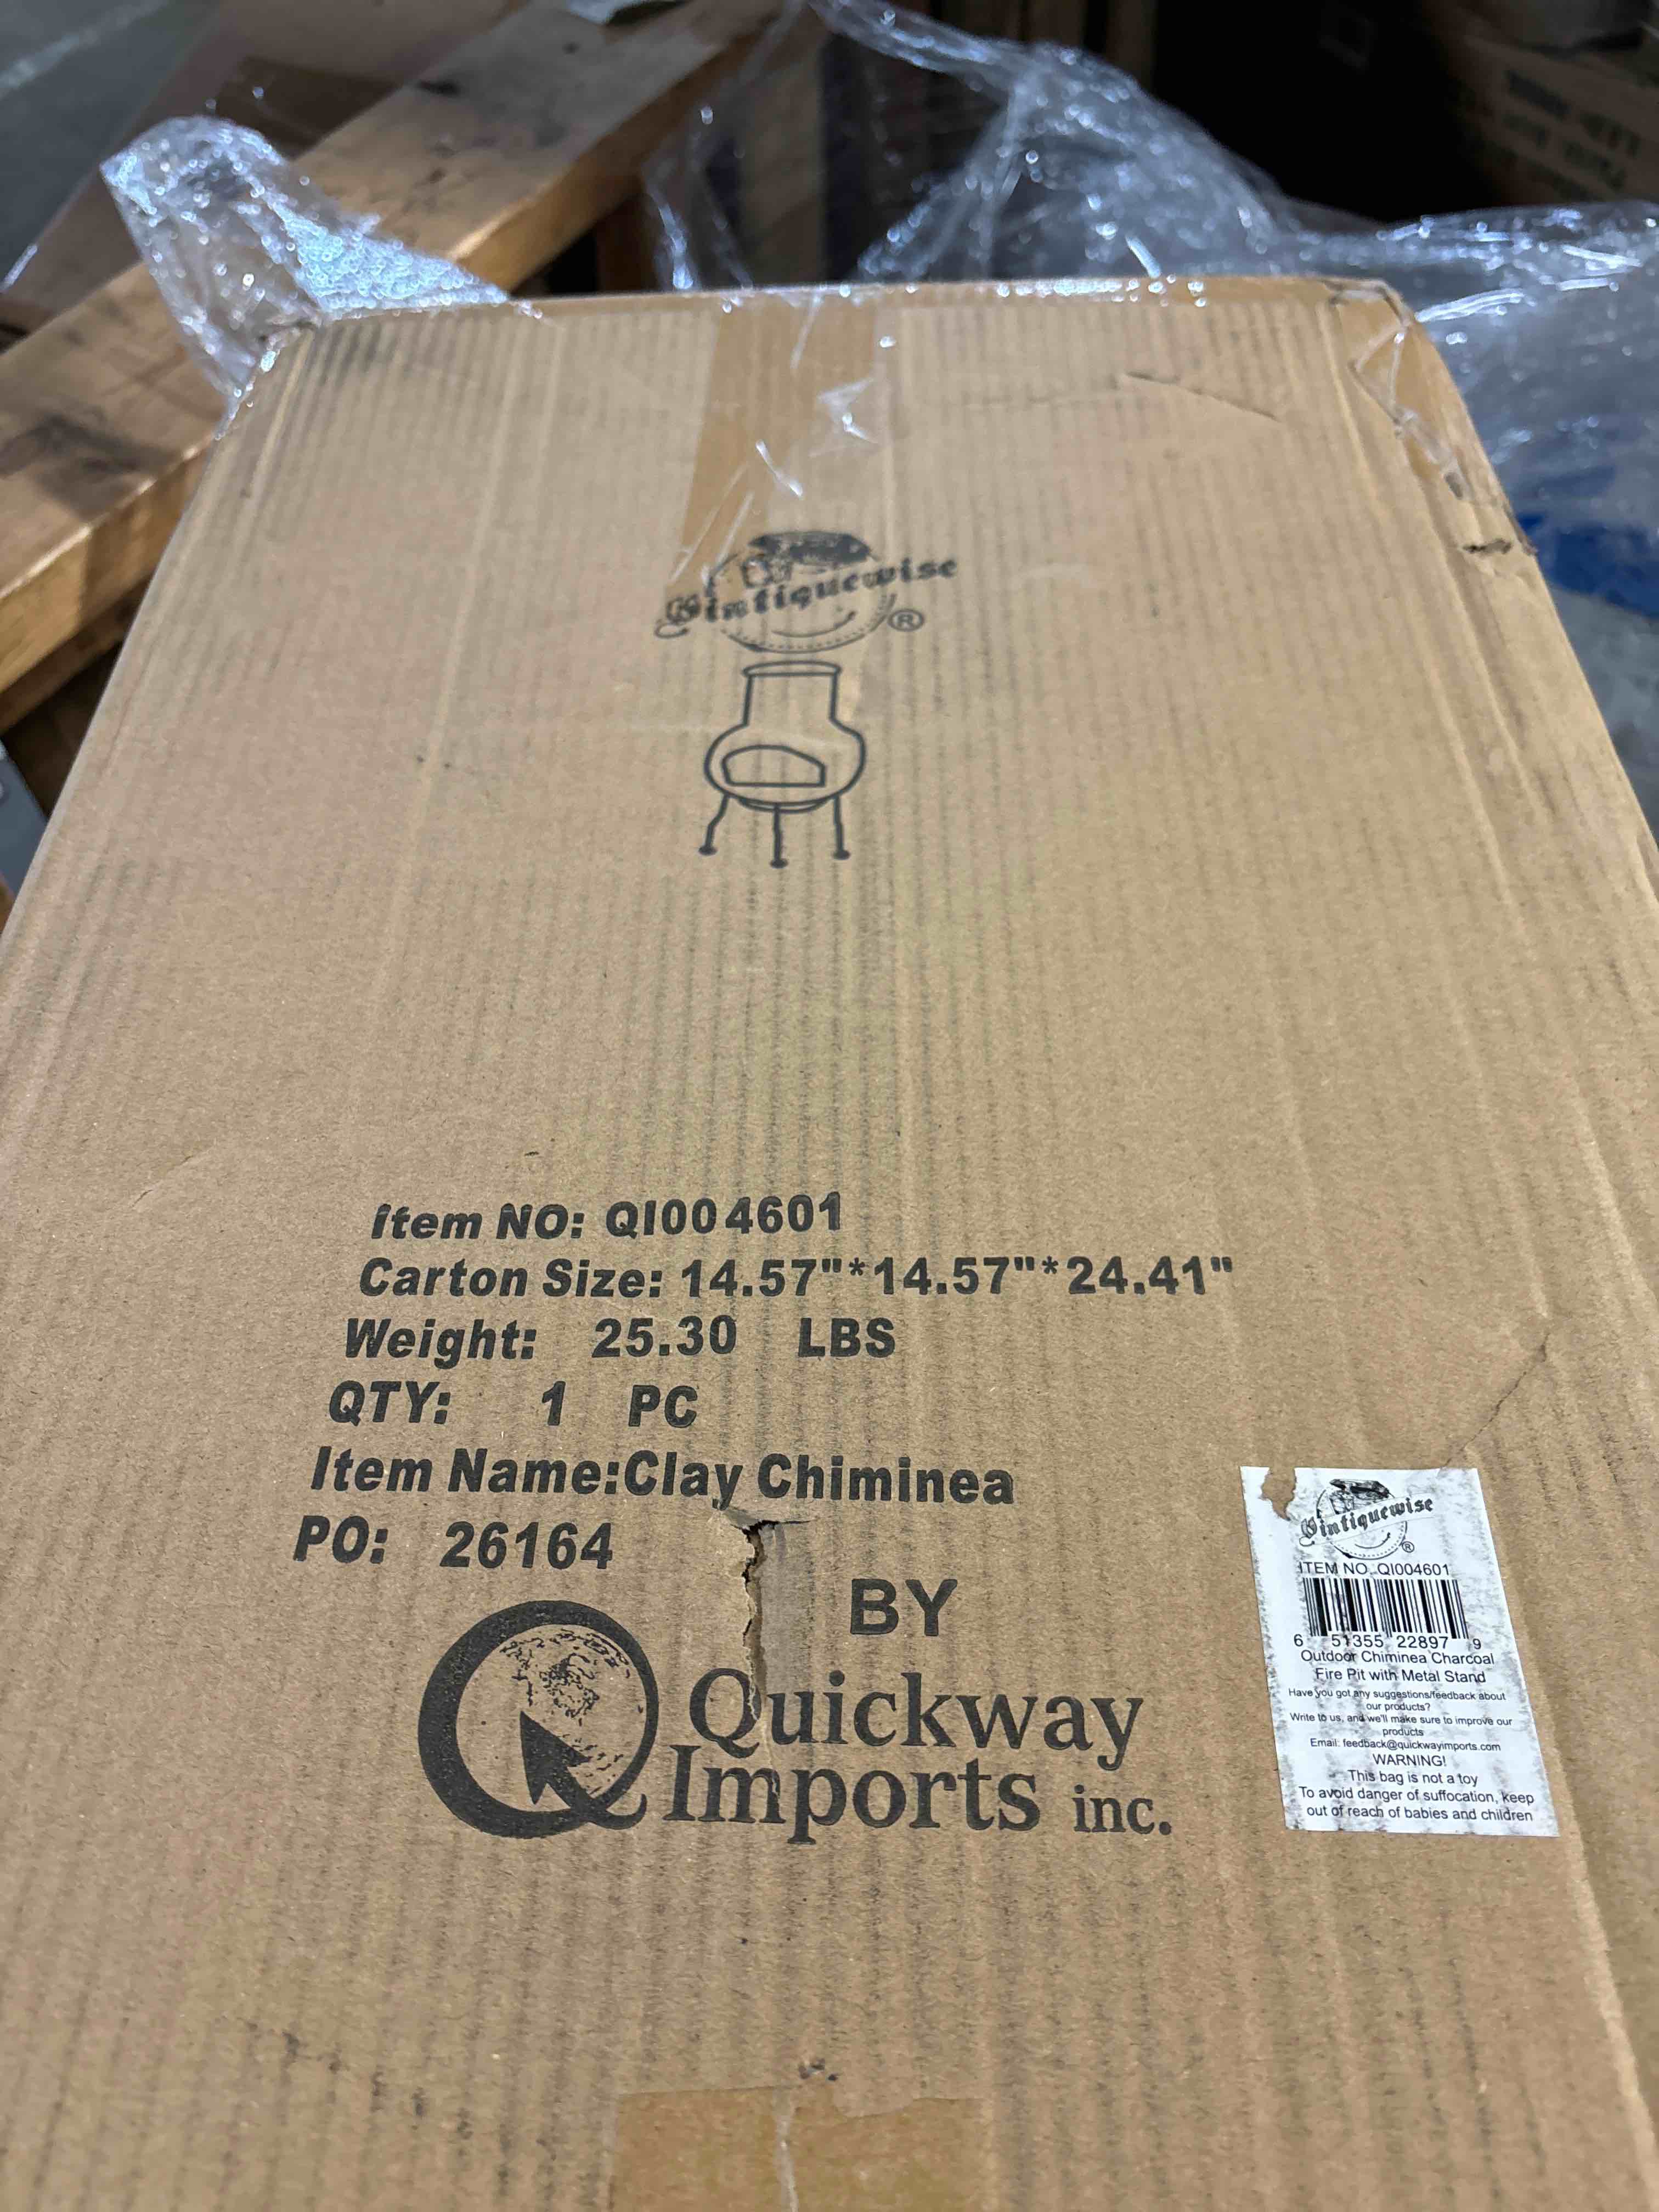 Vintiquewise
®
Item NO: QI004601
Carton Size: 14.57"*14.57"*24.41"
Weight: 25.30 LBS
QTY: 1 PC
Item Name:Clay Chiminea
PO: 26164
BY
Quickway
Imports inc.
Vintiquewise
®
ITEM NO. QI004601
6 51355 22897 9
Outdoor Chiminea Charcoal
Fire Pit with Metal Stand
Have you got any suggestions/feedback about
our products?
Write to us, and we'll make sure to improve our
products
Email: feedback@quickwayimports.com
WARNING!
This bag is not a toy
To avoid danger of suffocation, keep
out of reach of babies and children